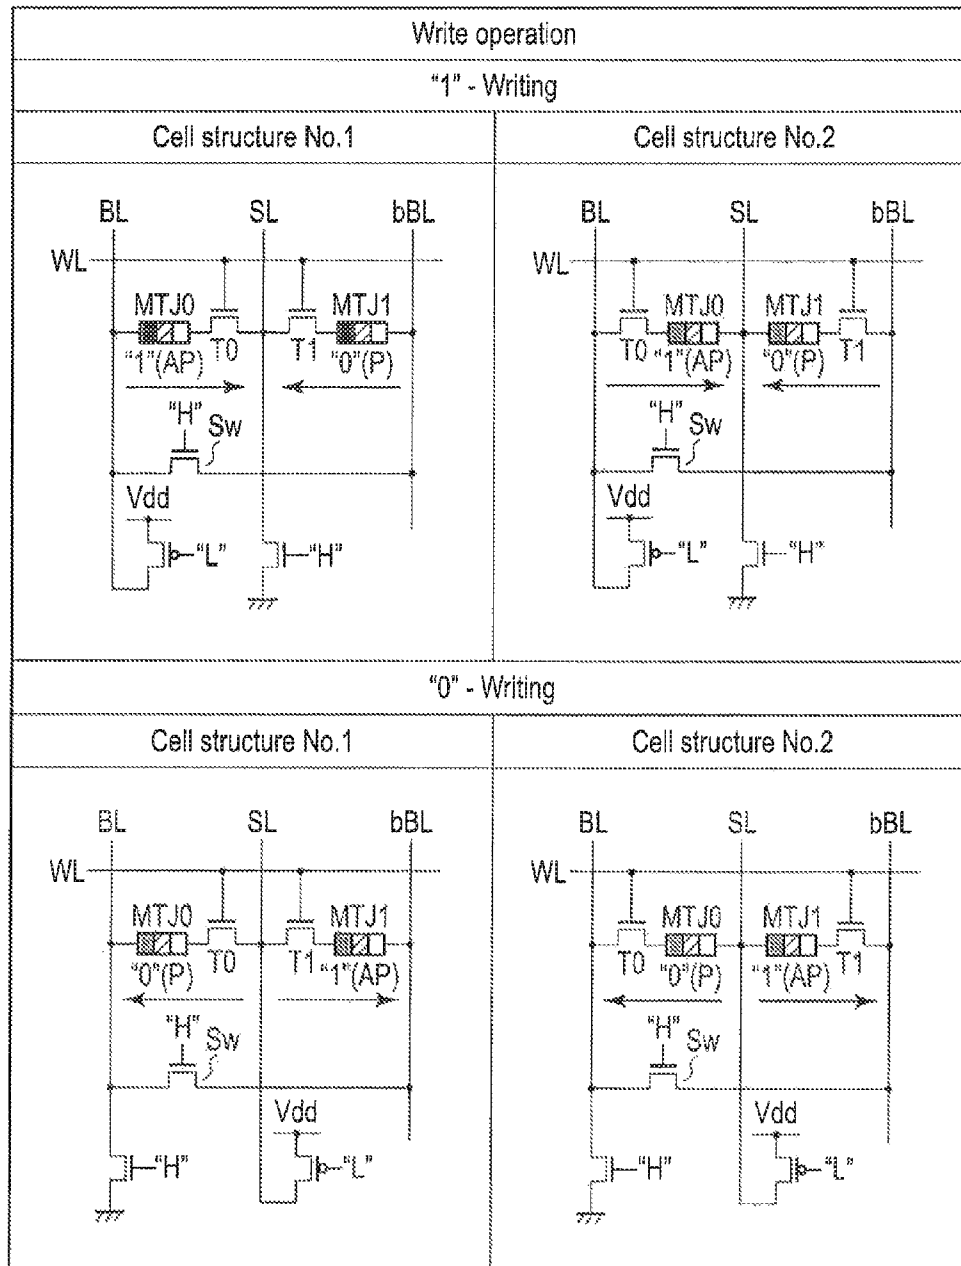 Write operation
"1" - Writing
Cell structure No.1
BL SL bBL
WL
MTJ0 MTJ1
T0 T1
"1"(AP) "0"(P)
"H" Sw
Vdd
"L" "H"
Cell structure No.2
BL SL bBL
WL
MTJ0 MTJ1
T0 "1"(AP) "0"(P) T1
"H" Sw
Vdd
"L" "H"
"0" - Writing
Cell structure No.1
BL SL bBL
WL
MTJ0 MTJ1
T0 T1
"0"(P) "1"(AP)
"H" Sw
Vdd
"H" "L"
Cell structure No.2
BL SL bBL
WL
MTJ0 MTJ1
T0 "0"(P) "1"(AP) T1
"H" Sw
Vdd
"H" "L"